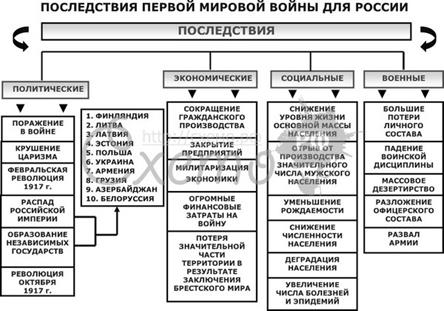 ПОСЛЕДСТВИЯ ПЕРВОЙ МИРОВОЙ ВОЙНЫ ДЛЯ РОССИИ
ПОСЛЕДСТВИЯ
ПОЛИТИЧЕСКИЕ
ПОРАЖЕНИЕ
В ВОЙНЕ
КРУШЕНИЕ
ЦАРИЗМА
ФЕВРАЛЬСКАЯ
РЕВОЛЮЦИЯ
1917 г.
РАСПАД
РОССИЙСКОЙ
ИМПЕРИИ
ОБРАЗОВАНИЕ
НЕЗАВИСИМЫХ
ГОСУДАРСТВ
РЕВОЛЮЦИЯ
ОКТЯБРЯ
1917 г.
1. ФИНЛЯНДИЯ
2. ЛИТВА
3. ЛАТВИЯ
4. ЭСТОНИЯ
5. ПОЛЬША
6. УКРАИНА
7. АРМЕНИЯ
8. ГРУЗИЯ
9. АЗЕРБАЙДЖАН
10. БЕЛОРУССИЯ
ЭКОНОМИЧЕСКИЕ
СОКРАЩЕНИЕ
ГРАЖДАНСКОГО
ПРОИЗВОДСТВА
ЗАКРЫТИЕ
ПРЕДПРИЯТИЙ
МИЛИТАРИЗАЦИЯ
ЭКОНОМИКИ
ОГРОМНЫЕ
ФИНАНСОВЫЕ
ЗАТРАТЫ НА
ВОЙНУ
ПОТЕРЯ
ЗНАЧИТЕЛЬНОЙ
ЧАСТИ
ТЕРРИТОРИИ В
РЕЗУЛЬТАТЕ
ЗАКЛЮЧЕНИЯ
БРЕСТСКОГО МИРА
СОЦИАЛЬНЫЕ
СНИЖЕНИЕ
УРОВНЯ ЖИЗНИ
ОСНОВНОЙ МАССЫ
НАСЕЛЕНИЯ
ОТРЫВ ОТ
ПРОИЗВОДСТВА
ЗНАЧИТЕЛЬНОГО
ЧИСЛА МУЖСКОГО
НАСЕЛЕНИЯ
УМЕНЬШЕНИЕ
РОЖДАЕМОСТИ
СНИЖЕНИЕ
ЧИСЛЕННОСТИ
НАСЕЛЕНИЯ
ДЕГРАДАЦИЯ
НАСЕЛЕНИЯ
УВЕЛИЧЕНИЕ
ЧИСЛА БОЛЕЗНЕЙ
И ЭПИДЕМИЙ
ВОЕННЫЕ
БОЛЬШИЕ
ПОТЕРИ
ЛИЧНОГО
СОСТАВА
ПАДЕНИЕ
ВОИНСКОЙ
ДИСЦИПЛИНЫ
МАССОВОЕ
ДЕЗЕРТИРСТВО
РАЗЛОЖЕНИЕ
ОФИЦЕРСКОГО
СОСТАВА
РАЗВАЛ
АРМИИ